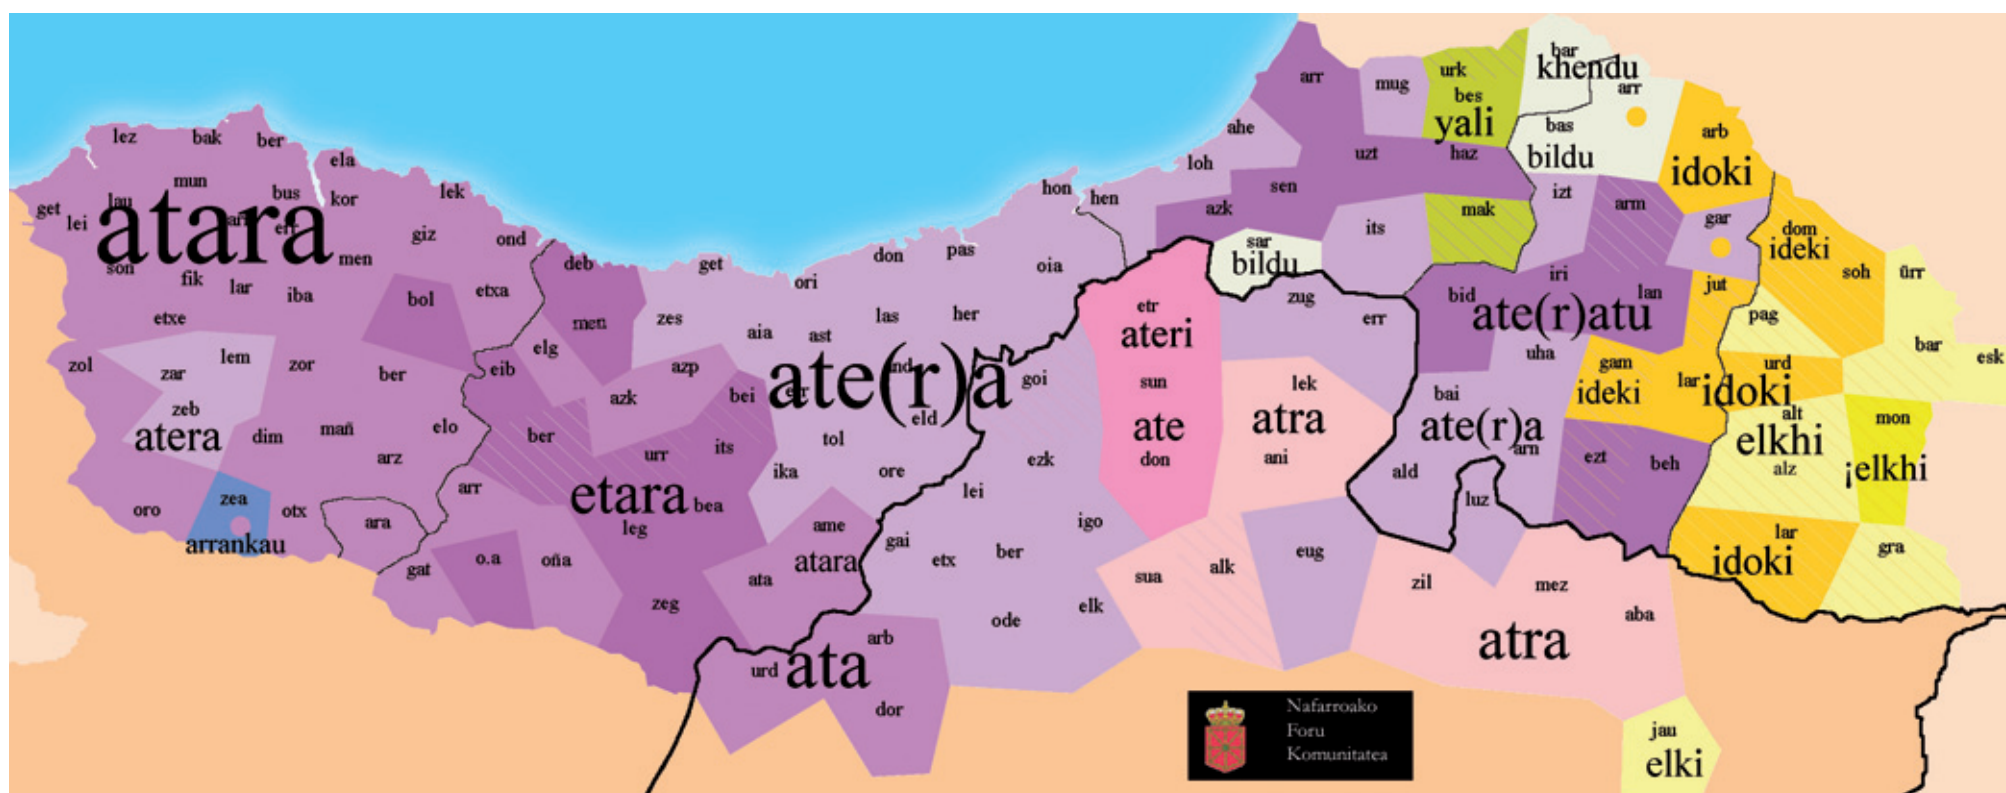 lez
bak
ber
ela
mun
bus
kor
lek
get
lei
lau
arr
err
atara
giz
ond
men
son
fik
lar
iba
bol
etxa
etxe
zol
lem
zar
zor
ber
zeb
atera
dim
mañ
elo
arz
zea
oro
otx
ara
arrankau
deb
get
ori
don
pas
hon
hen
oia
men
zes
aia
ast
las
her
elg
eib
azp
azk
bei
ate(r)a
goi
eld
ber
urr
its
tol
ika
ore
ezk
lei
arr
etara
bea
leg
ame
igo
gai
gat
o.a
oña
ata
atara
etx
ber
zeg
elk
ode
arb
urd
ata
dor
arr
mug
urk
bes
yali
bar
khendu
arr
bas
bildu
arb
idoki
ahe
loh
uzt
haz
sen
azk
mak
its
izt
arm
gar
sar
bildu
dom
ideki
soh
ürr
etr
ateri
sun
ate
don
zug
err
iri
bid
lan
ate(r)atu
jut
pag
bar
esk
uha
gam
ideki
lar
urd
idoki
lek
atra
ani
bai
ate(r)a
arn
ald
ezt
beh
alt
elkhi
alz
mon
¡elkhi
luz
lar
idoki
gra
sua
alk
eug
zil
mez
aba
atra
jau
elki
Nafarroako
Foru
Komunitatea